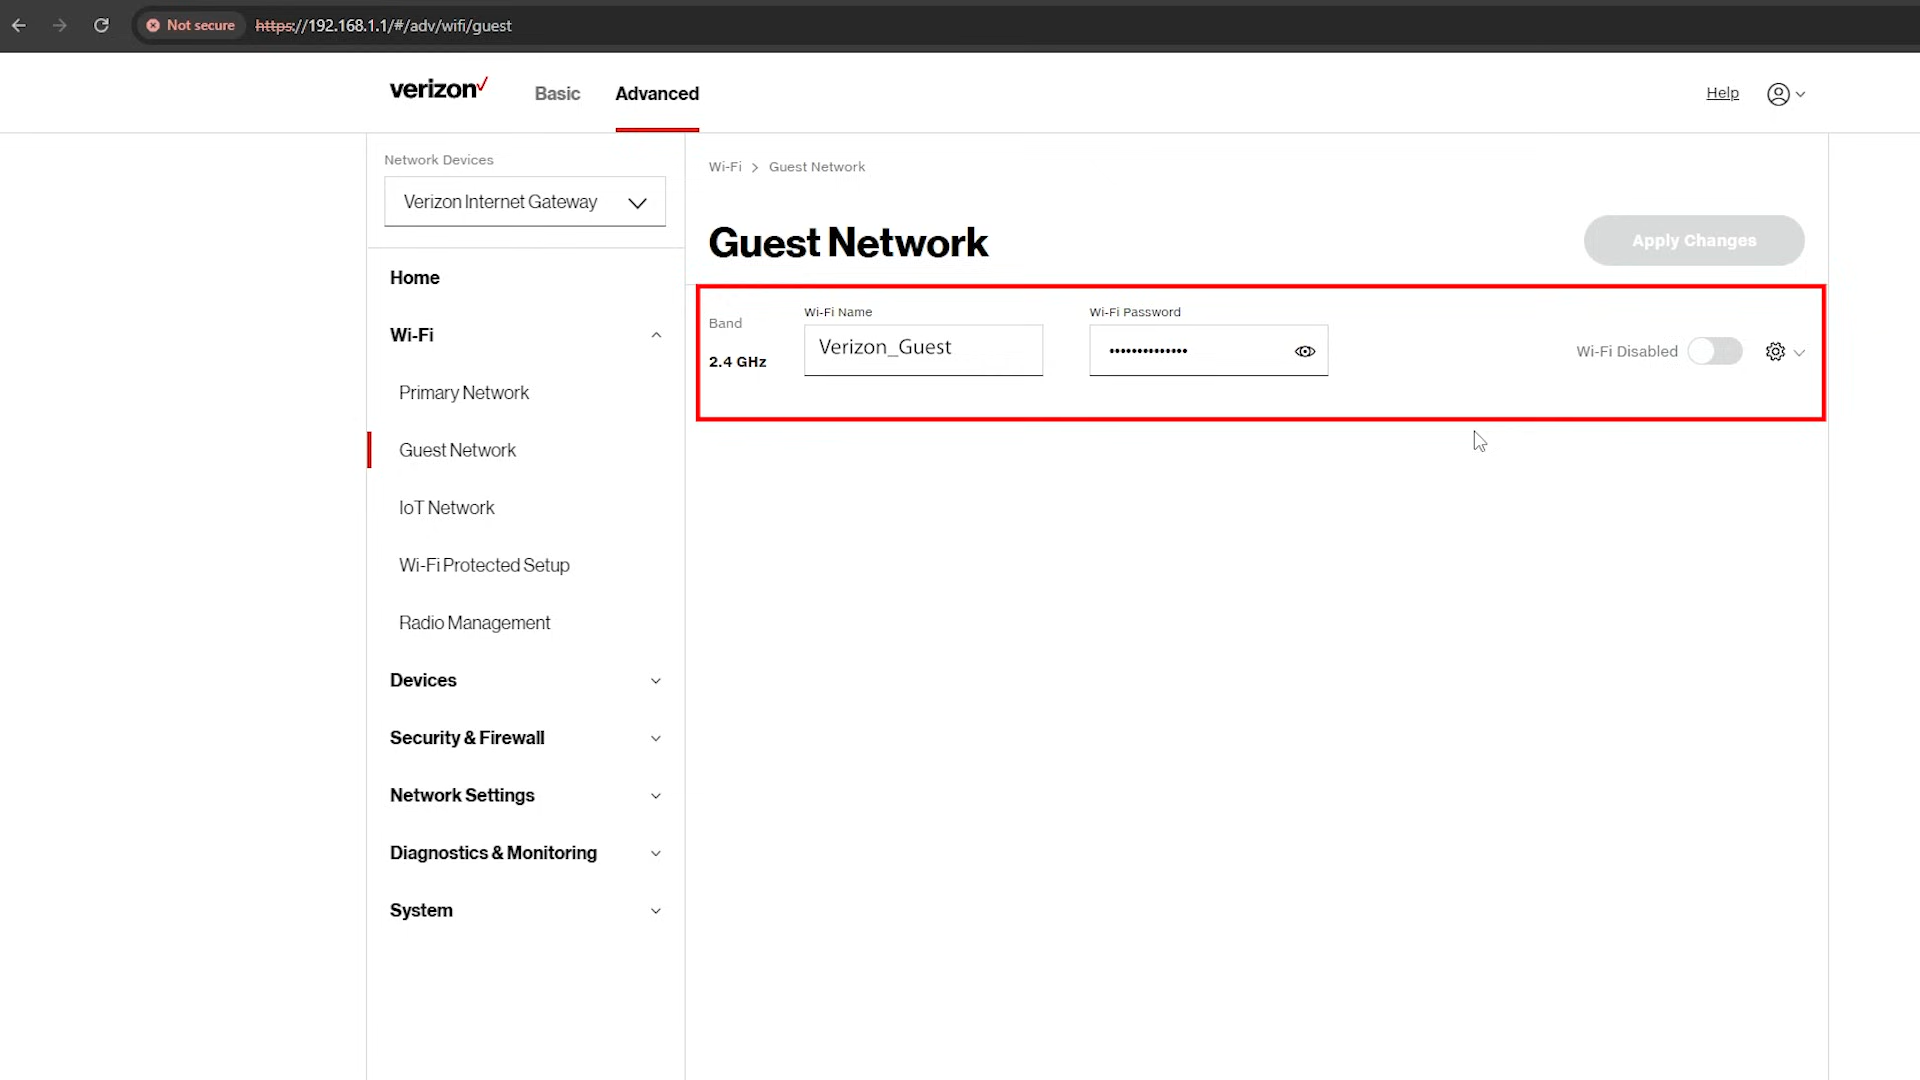 Not secure https://192.168.1.1/#/adv/wifi/guest
verizon Basic Advanced Help
Network Devices
Verizon Internet Gateway
Home
Wi-Fi
Primary Network
Guest Network
IoT Network
Wi-Fi Protected Setup
Radio Management
Devices
Security & Firewall
Network Settings
Diagnostics & Monitoring
System
Wi-Fi > Guest Network
Guest Network
Apply Changes
Band
2.4 GHz
Wi-Fi Name
Verizon_Guest
Wi-Fi Password
••••••••••••••
Wi-Fi Disabled